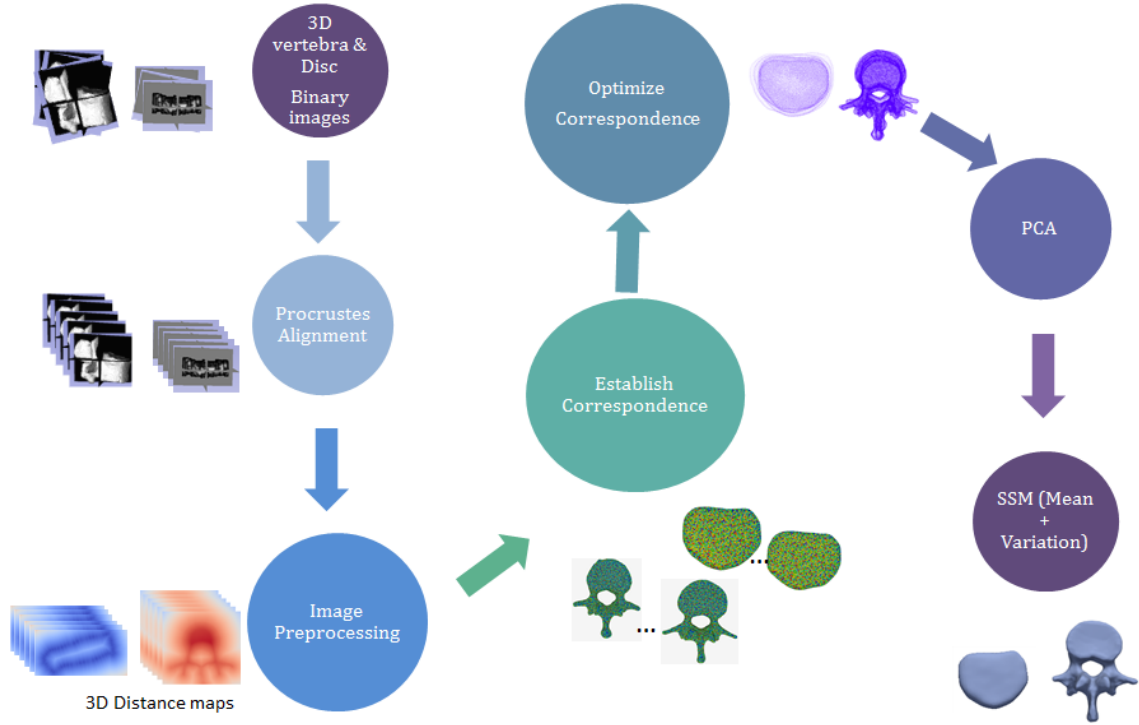 3D
vertebra &
Disc
Binary
images
Procrustes
Alignment
Image
Preprocessing
3D Distance maps
Establish
Correspondence
...
...
Optimize
Correspondence
PCA
SSM (Mean
+
Variation)